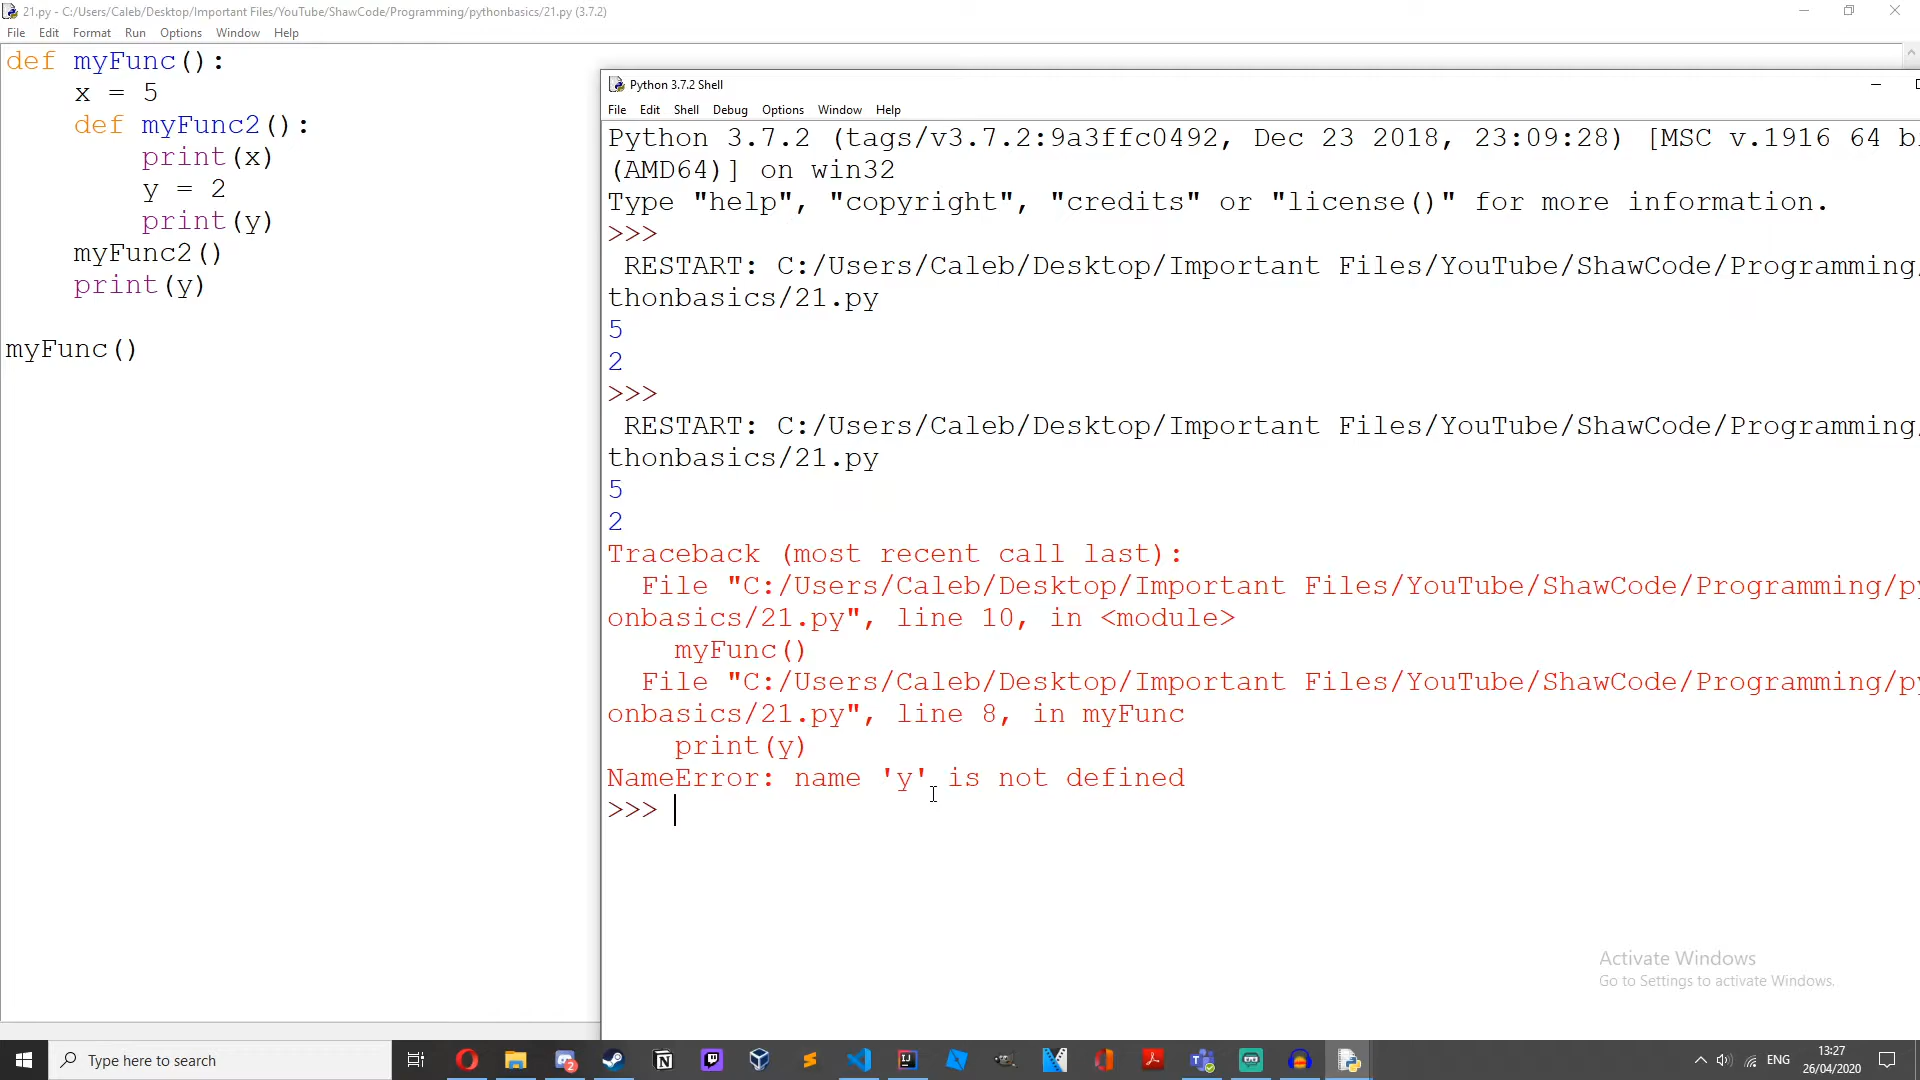 21.py - C:/Users/Caleb/Desktop/Important Files/YouTube/ShawCode/Programming/pythonbasics/21.py (3.7.2)
File Edit Format Run Options Window Help
def myFunc():
    x = 5
    def myFunc2():
        print(x)
        y = 2
        print(y)
    myFunc2()
    print(y)
myFunc()
Python 3.7.2 Shell
File Edit Shell Debug Options Window Help
Python 3.7.2 (tags/v3.7.2:9a3ffc0492, Dec 23 2018, 23:09:28) [MSC v.1916 64 b
(AMD64)] on win32
Type "help", "copyright", "credits" or "license()" for more information.
>>>
 RESTART: C:/Users/Caleb/Desktop/Important Files/YouTube/ShawCode/Programming/
thonbasics/21.py
5
2
>>>
 RESTART: C:/Users/Caleb/Desktop/Important Files/YouTube/ShawCode/Programming/
thonbasics/21.py
5
2
Traceback (most recent call last):
  File "C:/Users/Caleb/Desktop/Important Files/YouTube/ShawCode/Programming/py
onbasics/21.py", line 10, in <module>
    myFunc()
  File "C:/Users/Caleb/Desktop/Important Files/YouTube/ShawCode/Programming/py
onbasics/21.py", line 8, in myFunc
    print(y)
NameError: name 'y' is not defined
>>>
Activate Windows
Go to Settings to activate Windows.
Type here to search
2
ENG
13:27
26/04/2020